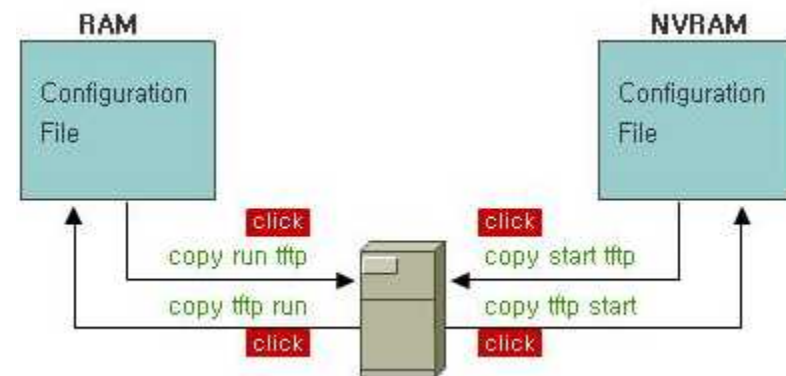 RAM
NVRAM
Configuration
File
Configuration
File
click
click
copy run tftp
copy start tftp
copy tftp run
copy tftp start
click
click